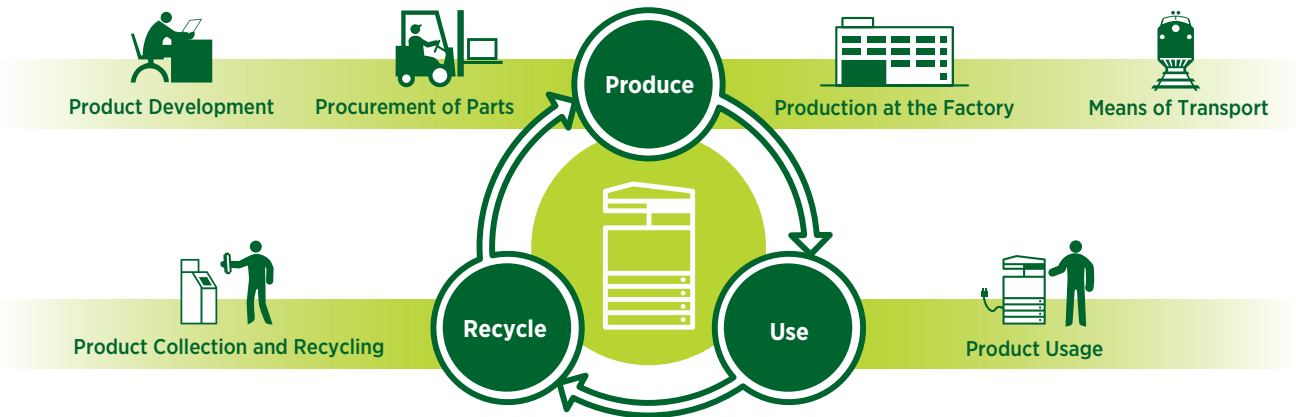 Produce
Product Development
Procurement of Parts
Production at the Factory
Means of Transport
Recycle
Use
Product Collection and Recycling
Product Usage